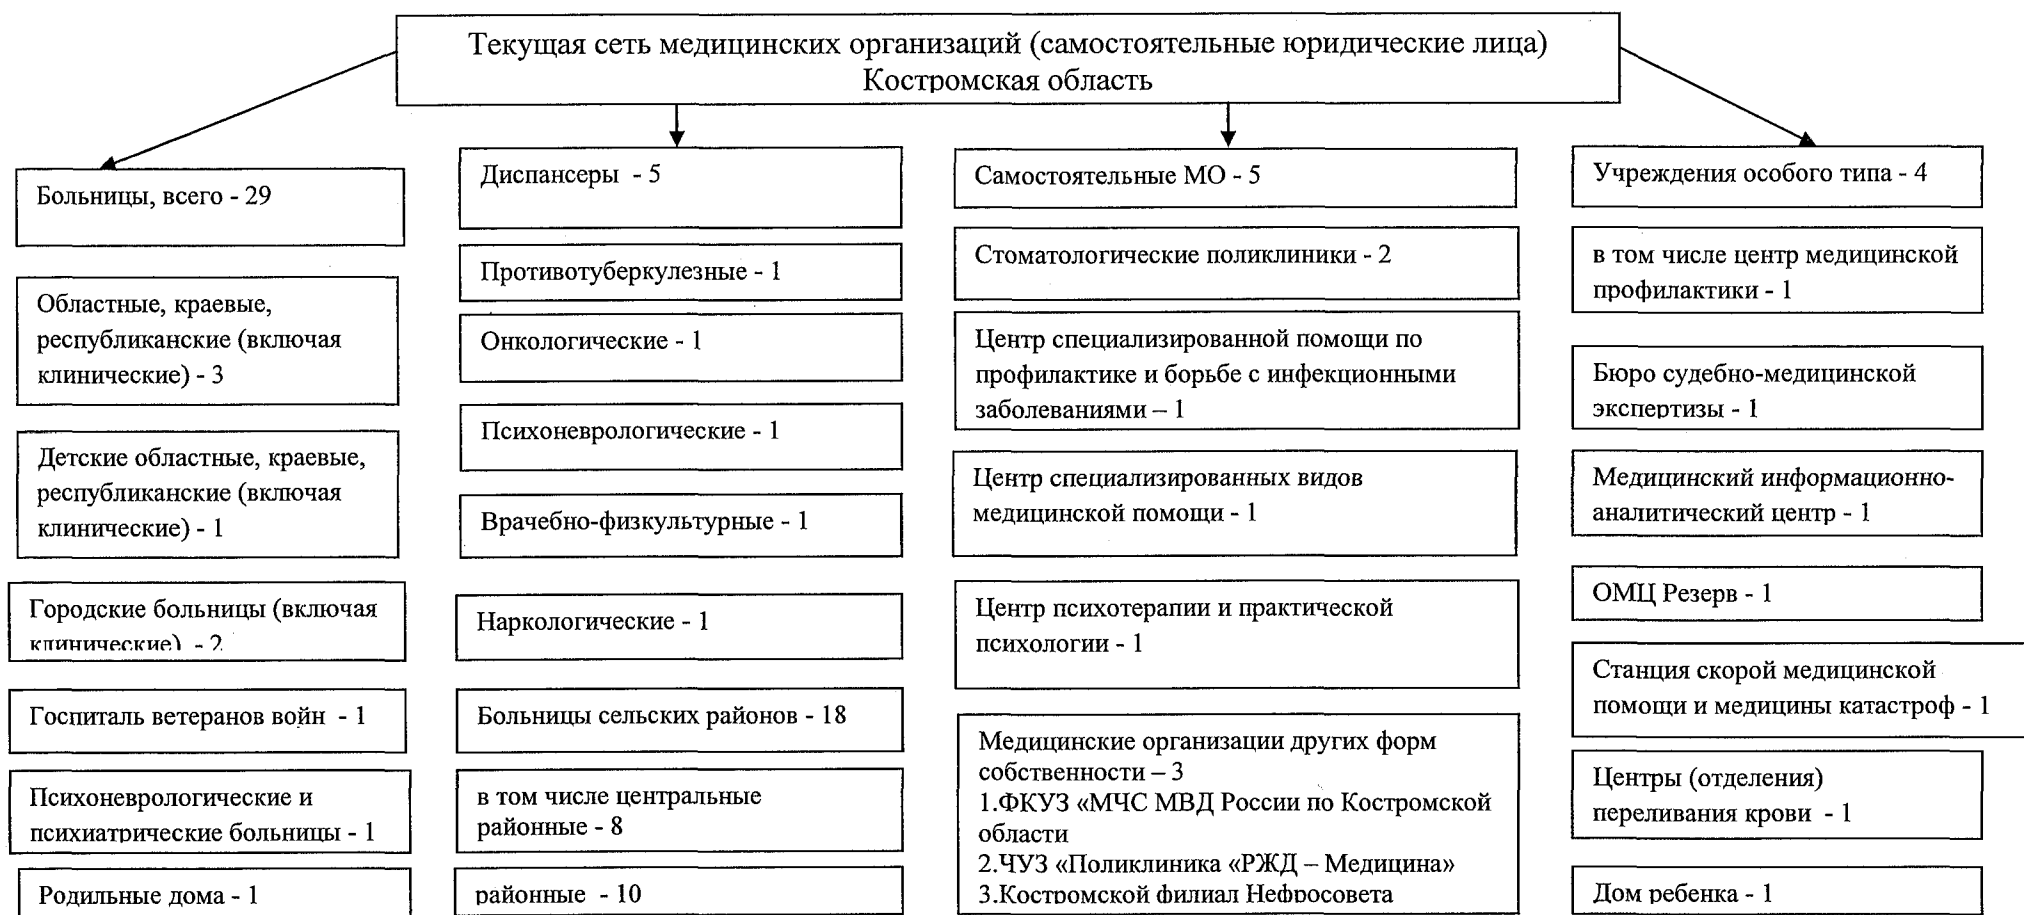 Текущая сеть медицинских организаций (самостоятельные юридические лица)
Костромская область
Больницы, всего - 29
Областные, краевые,
республиканские (включая
клинические) - 3
Детские областные, краевые,
республиканские (включая
клинические) - 1
Городские больницы (включая
клинические) - 2
Госпиталь ветеранов войн - 1
Психоневрологические и
психиатрические больницы - 1
Родильные дома - 1
Диспансеры - 5
Противотуберкулезные - 1
Онкологические - 1
Психоневрологические - 1
Врачебно-физкультурные - 1
Наркологические - 1
Больницы сельских районов - 18
в том числе центральные
районные - 8
районные - 10
Самостоятельные МО - 5
Стоматологические поликлиники - 2
Центр специализированной помощи по
профилактике и борьбе с инфекционными
заболеваниями – 1
Центр специализированных видов
медицинской помощи - 1
Центр психотерапии и практической
психологии - 1
Медицинские организации других форм
собственности – 3
1.ФКУЗ «МЧС МВД России по Костромской
области
2.ЧУЗ «Поликлиника «РЖД – Медицина»
3.Костромской филиал Нефросовета
Учреждения особого типа - 4
в том числе центр медицинской
профилактики - 1
Бюро судебно-медицинской
экспертизы - 1
Медицинский информационно-
аналитический центр - 1
ОМЦ Резерв - 1
Станция скорой медицинской
помощи и медицины катастроф - 1
Центры (отделения)
переливания крови - 1
Дом ребенка - 1